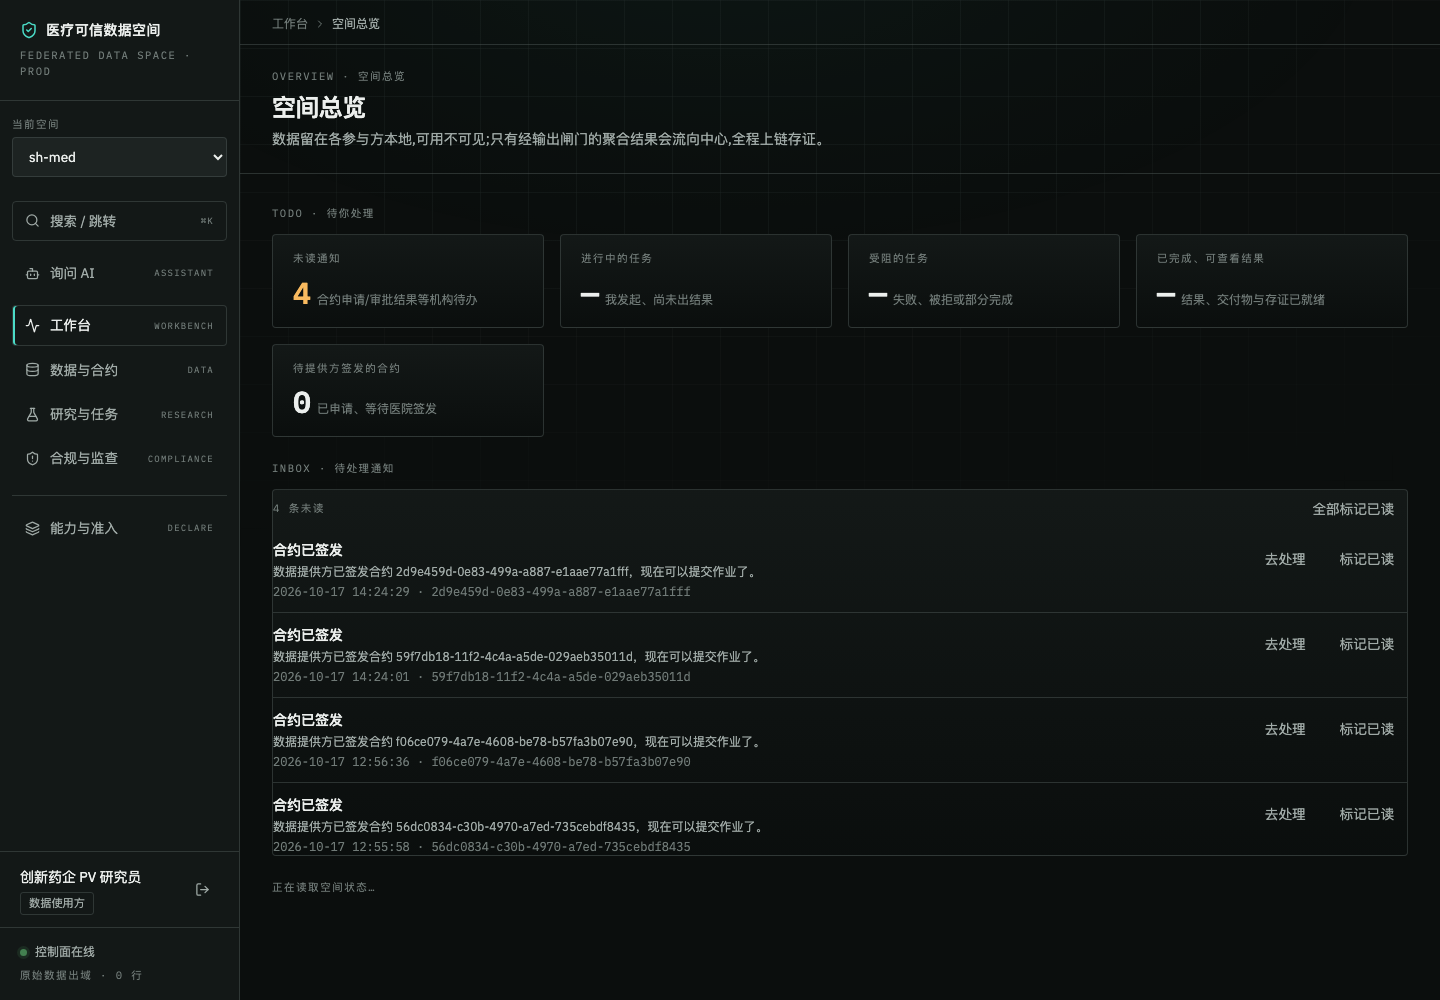 医疗可信数据空间
FEDERATED DATA SPACE ·
PROD
当前空间
sh-med
搜索 / 跳转 ⌘K
询问 AI ASSISTANT
工作台 WORKBENCH
数据与合约 DATA
研究与任务 RESEARCH
合规与监查 COMPLIANCE
能力与准入 DECLARE
创新药企 PV 研究员
数据使用方
控制面在线
原始数据出域 · 0 行
工作台 › 空间总览
OVERVIEW · 空间总览
空间总览
数据留在各参与方本地,可用不可见;只有经输出闸门的聚合结果会流向中心,全程上链存证。
TODO · 待你处理
未读通知
4 合约申请/审批结果等机构待办
进行中的任务
— 我发起、尚未出结果
受阻的任务
— 失败、被拒或部分完成
已完成、可查看结果
— 结果、交付物与存证已就绪
待提供方签发的合约
0 已申请、等待医院签发
INBOX · 待处理通知
4 条未读 全部标记已读
合约已签发
数据提供方已签发合约 2d9e459d-0e83-499a-a887-e1aae77a1fff，现在可以提交作业了。
2026-10-17 14:24:29 · 2d9e459d-0e83-499a-a887-e1aae77a1fff
去处理 标记已读
合约已签发
数据提供方已签发合约 59f7db18-11f2-4c4a-a5de-029aeb35011d，现在可以提交作业了。
2026-10-17 14:24:01 · 59f7db18-11f2-4c4a-a5de-029aeb35011d
去处理 标记已读
合约已签发
数据提供方已签发合约 f06ce079-4a7e-4608-be78-b57fa3b07e90，现在可以提交作业了。
2026-10-17 12:56:36 · f06ce079-4a7e-4608-be78-b57fa3b07e90
去处理 标记已读
合约已签发
数据提供方已签发合约 56dc0834-c30b-4970-a7ed-735cebdf8435，现在可以提交作业了。
2026-10-17 12:55:58 · 56dc0834-c30b-4970-a7ed-735cebdf8435
去处理 标记已读
正在读取空间状态…